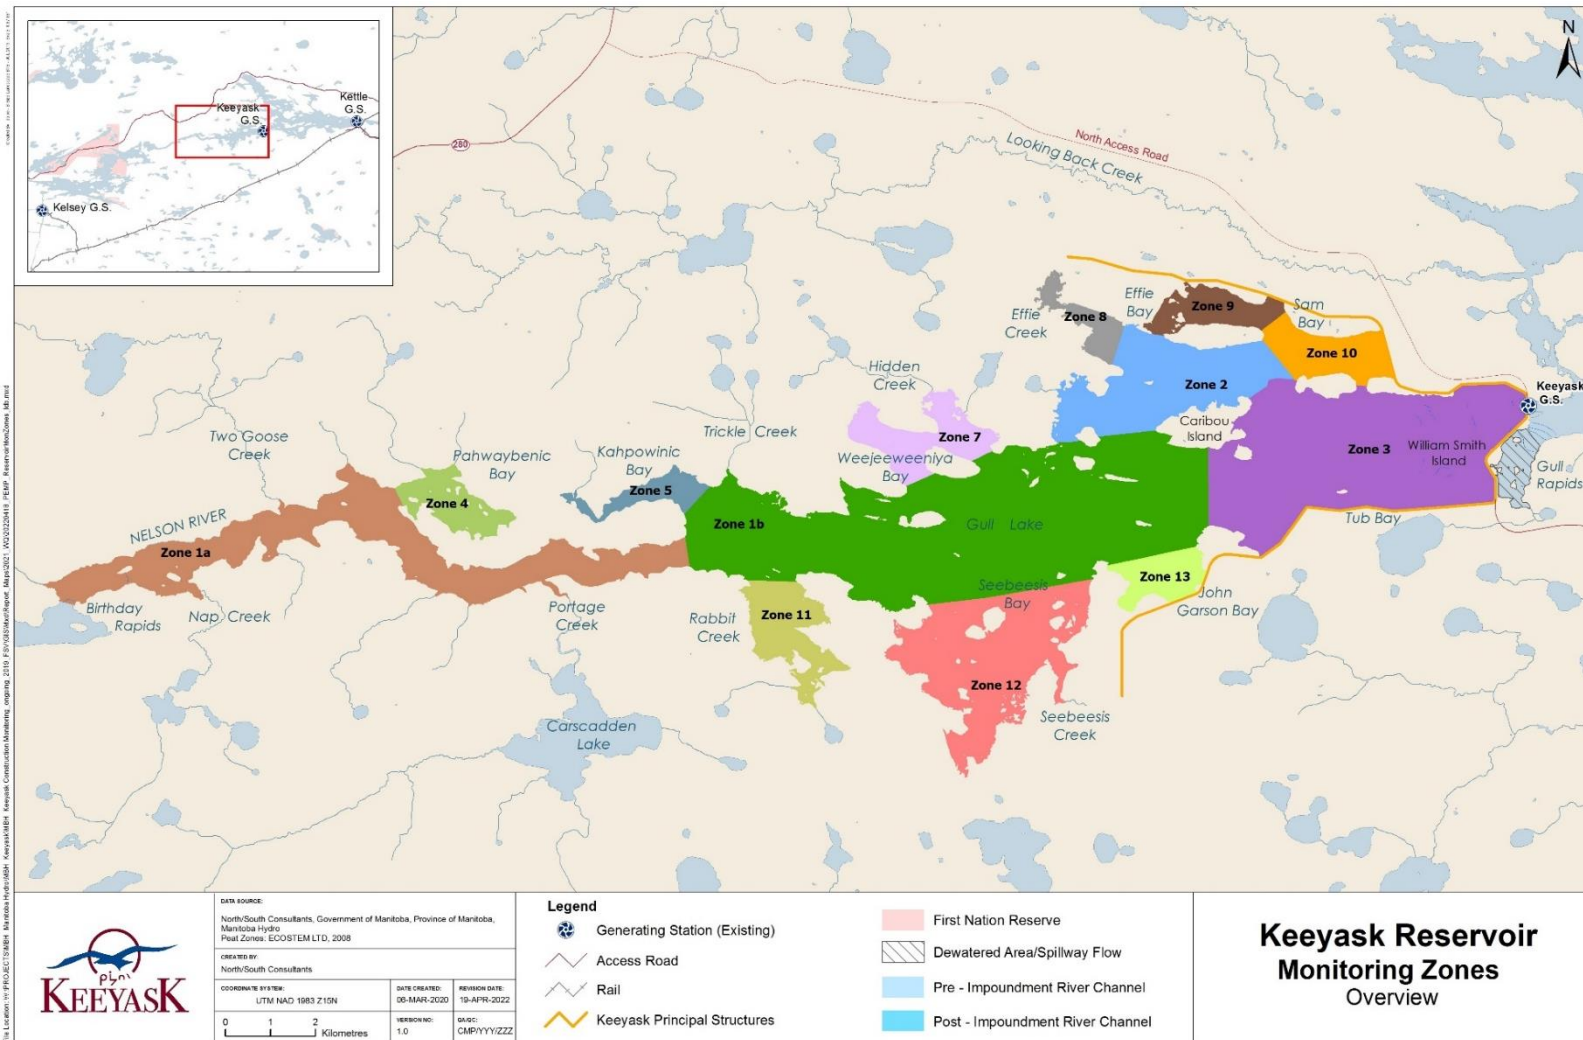 N
Kettle
G.S.
Keeyask
G.S.
Kelsey G.S.
280
North Access Road
Looking Back Creek
Effie
Bay
Zone 9
Sam
Bay
Effie
Creek
Zone 8
Zone 10
Hidden
Creek
Zone 2
Keeyask
G.S.
Caribou
Island
Two Goose
Creek
Pahwaybenic
Bay
Kahpowinic
Bay
Trickle Creek
Zone 7
Weejeeweeniya
Bay
Zone 3
William Smith
Island
Gull
Rapids
Zone 4
Zone 5
Zone 1b
Gull Lake
Tub Bay
NELSON RIVER
Zone 1a
Zone 13
John
Garson Bay
Seebeesis
Bay
Birthday
Rapids
Nap Creek
Portage
Creek
Rabbit
Creek
Zone 11
Zone 12
Seebeesis
Creek
Carscadden
Lake
KEEYASK
DATA SOURCE:
North/South Consultants, Government of Manitoba, Province of Manitoba,
Manitoba Hydro
Peat Zones: ECOSTEM LTD, 2008
CREATED BY:
North/South Consultants
COORDINATE SYSTEM:
UTM NAD 1983 Z15N
DATE CREATED:
06-MAR-2020
REVISION DATE:
19-APR-2022
0 1 2 Kilometres
VERSION NO:
1.0
QA/QC:
CMP/YYY/ZZZ
Legend
Generating Station (Existing)
Access Road
Rail
Keeyask Principal Structures
First Nation Reserve
Dewatered Area/Spillway Flow
Pre - Impoundment River Channel
Post - Impoundment River Channel
Keeyask Reservoir
Monitoring Zones
Overview